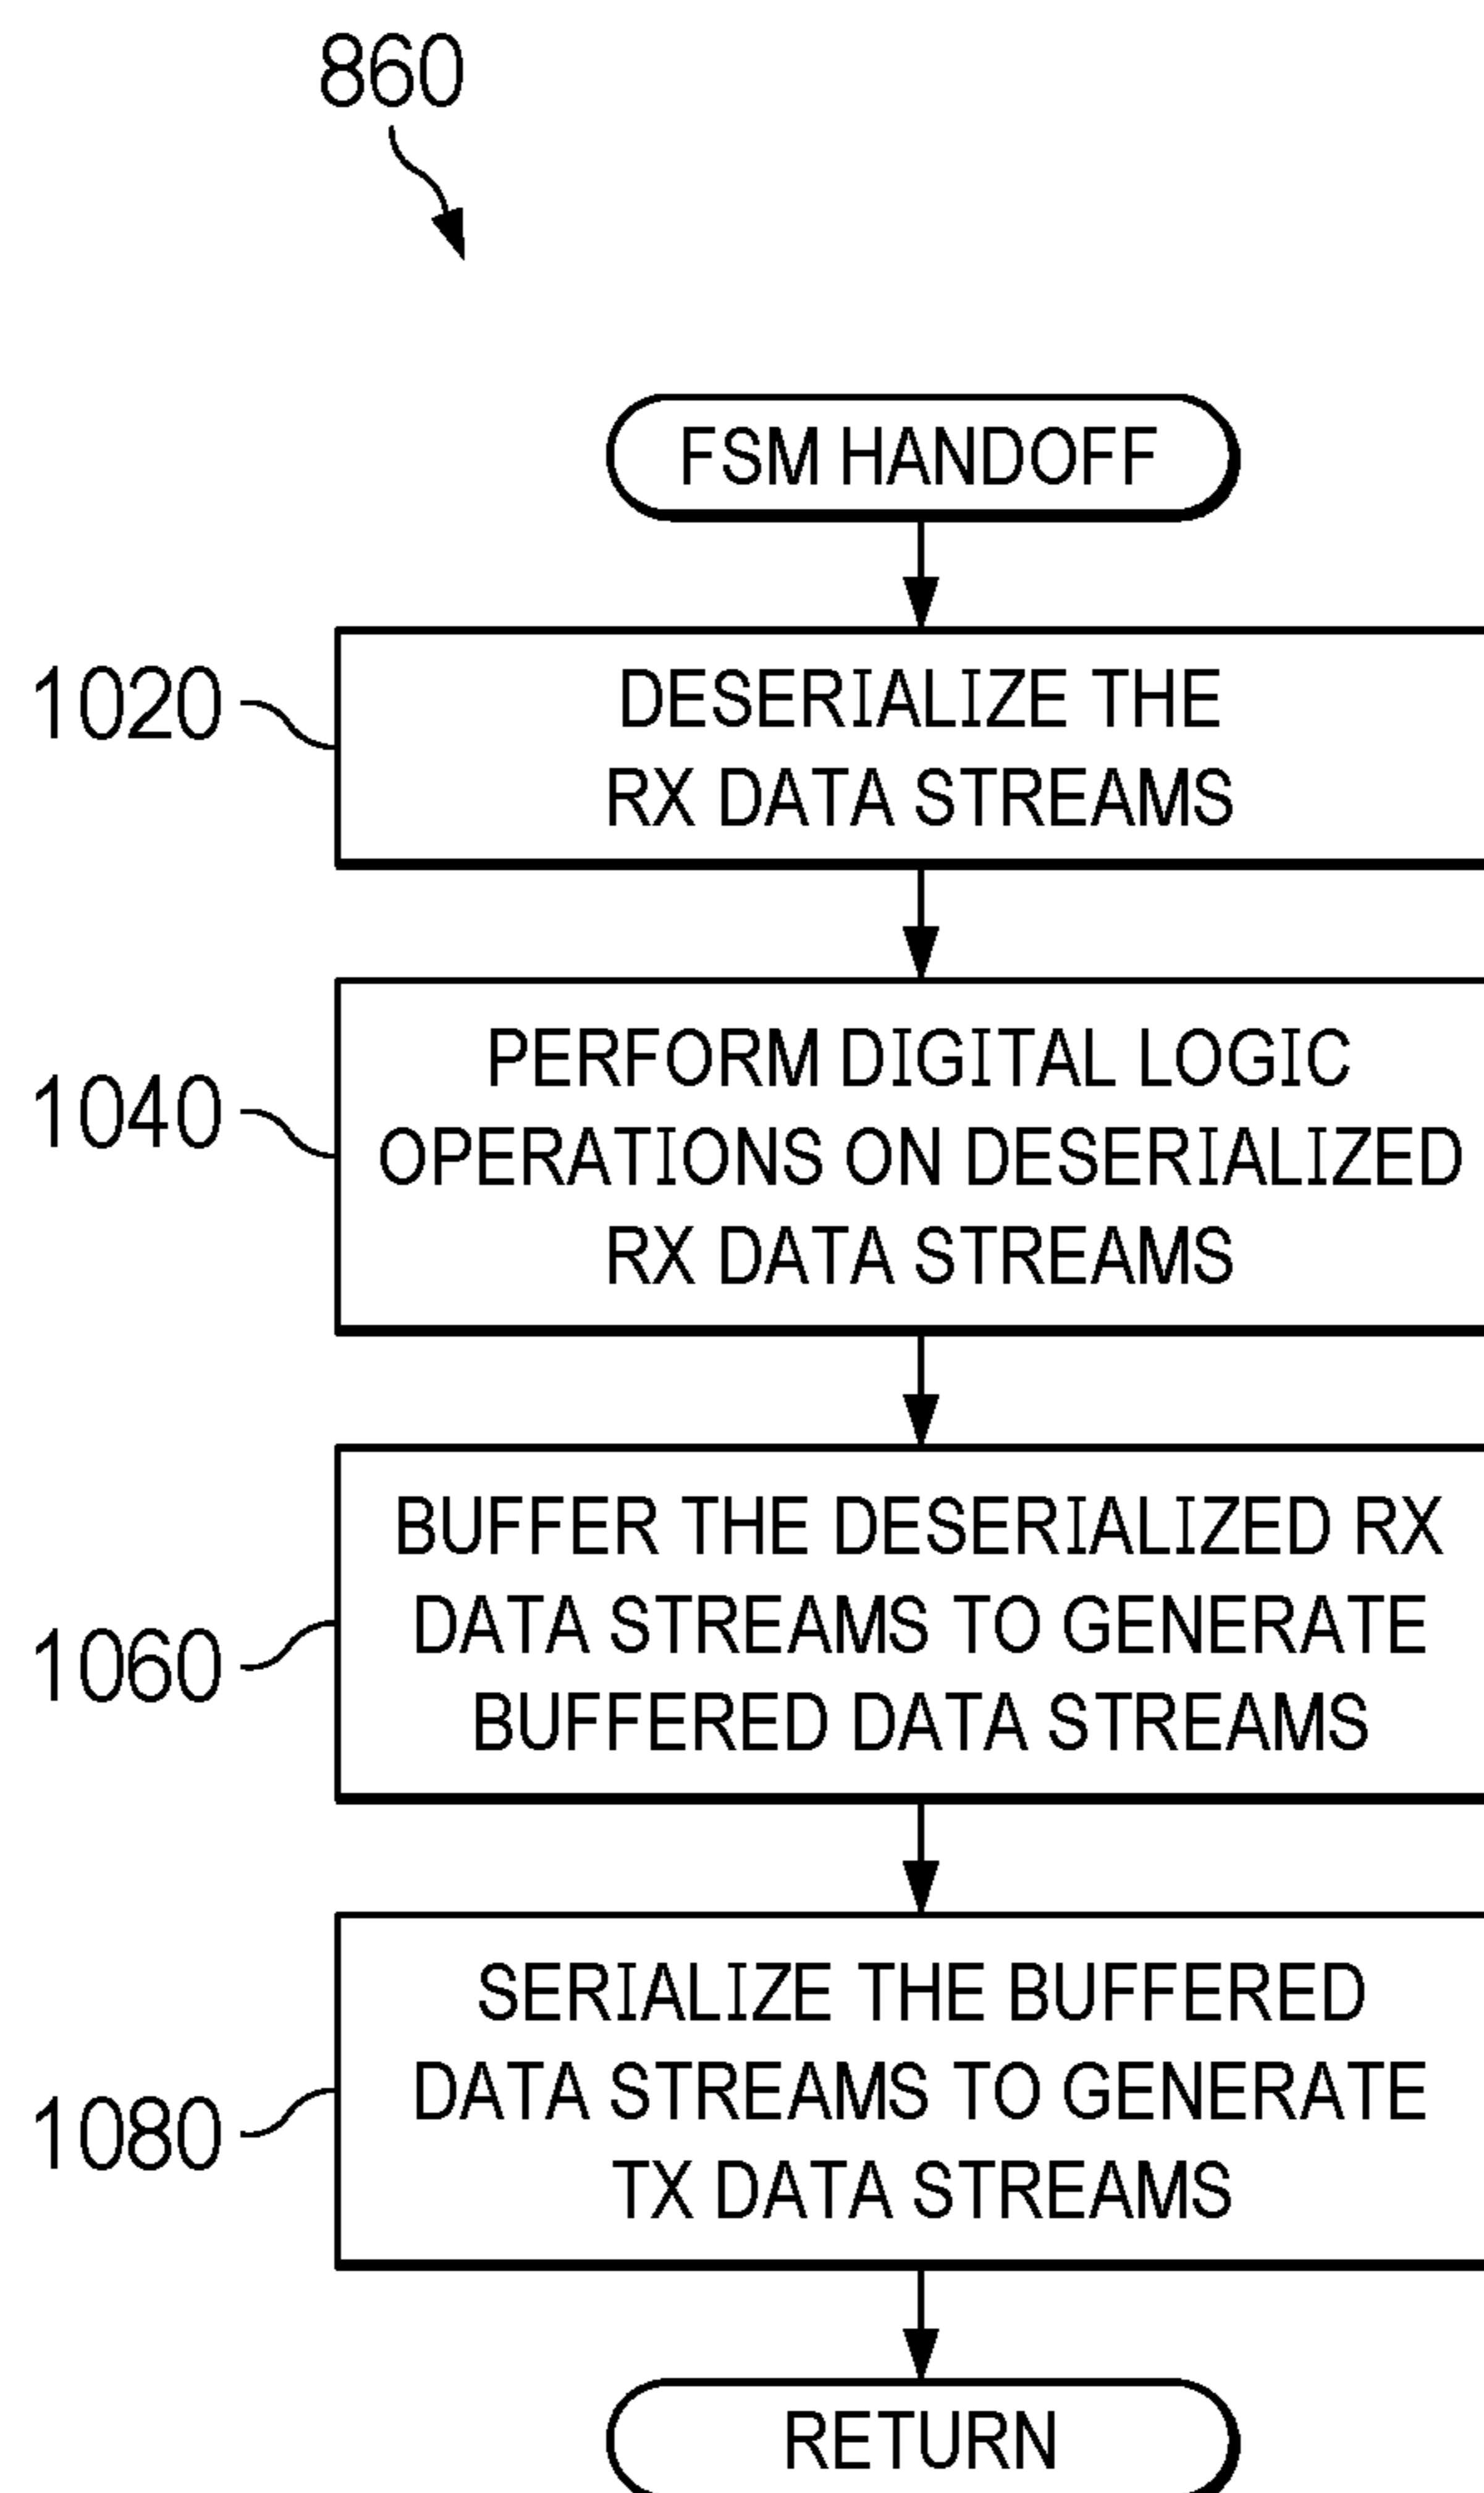 860
FSM HANDOFF
1020
DESERIALIZE THE
RX DATA STREAMS
1040
PERFORM DIGITAL LOGIC
OPERATIONS ON DESERIALIZED
RX DATA STREAMS
1060
BUFFER THE DESERIALIZED RX
DATA STREAMS TO GENERATE
BUFFERED DATA STREAMS
1080
SERIALIZE THE BUFFERED
DATA STREAMS TO GENERATE
TX DATA STREAMS
RETURN